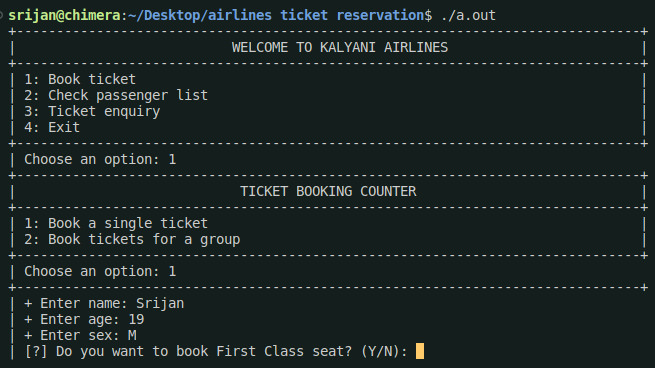 srijan@chimera:~/Desktop/airlines ticket reservation$ ./a.out
+------------------------------------------------------------------------------+
|                           WELCOME TO KALYANI AIRLINES                        |
+------------------------------------------------------------------------------+
| 1: Book ticket                                                               |
| 2: Check passenger list                                                      |
| 3: Ticket enquiry                                                            |
| 4: Exit                                                                      |
+------------------------------------------------------------------------------+
| Choose an option: 1
+------------------------------------------------------------------------------+
|                            TICKET BOOKING COUNTER                            |
+------------------------------------------------------------------------------+
| 1: Book a single ticket                                                      |
| 2: Book tickets for a group                                                  |
+------------------------------------------------------------------------------+
| Choose an option: 1
+------------------------------------------------------------------------------+
| + Enter name: Srijan
| + Enter age: 19
| + Enter sex: M
| [?] Do you want to book First Class seat? (Y/N):